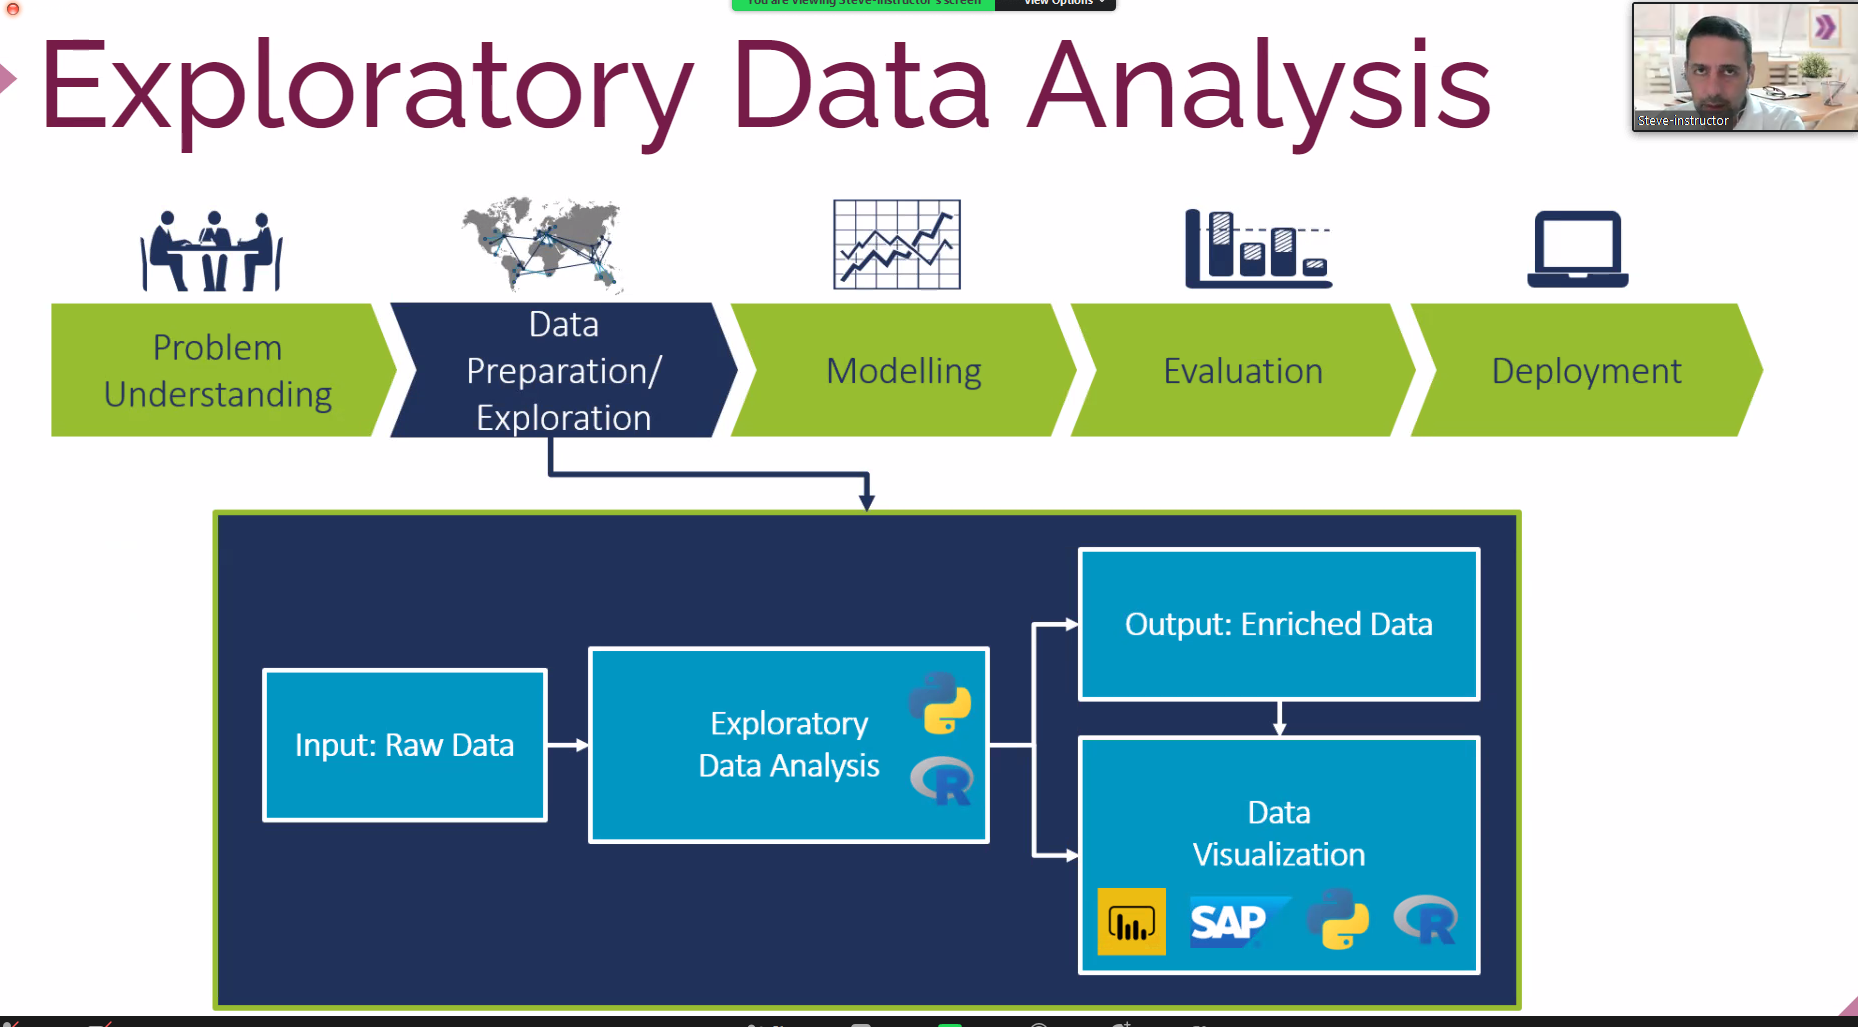 You are viewing Steve-instructor's screen
View Options
Exploratory Data Analysis
Steve-instructor
Problem
Understanding
Data
Preparation/
Exploration
Modelling
Evaluation
Deployment
Input: Raw Data
Exploratory
Data Analysis
R
Output: Enriched Data
Data
Visualization
SAP
R